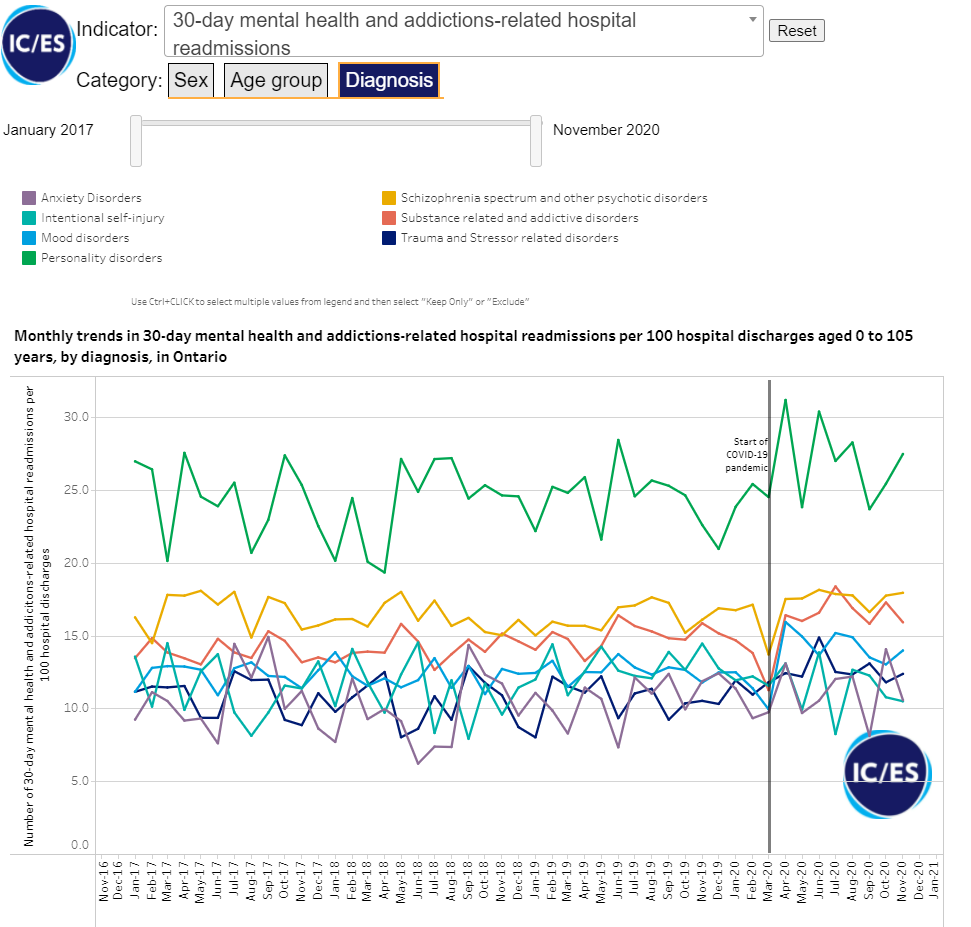 IC/ES
Indicator:
30-day mental health and addictions-related hospital
readmissions
Reset
Category:
Sex
Age group
Diagnosis
January 2017
November 2020
Anxiety Disorders
Intentional self-injury
Mood disorders
Personality disorders
Schizophrenia spectrum and other psychotic disorders
Substance related and addictive disorders
Trauma and Stressor related disorders
Use Ctrl+CLICK to select multiple values from legend and then select "Keep Only" or "Exclude"
Monthly trends in 30-day mental health and addictions-related hospital readmissions per 100 hospital discharges aged 0 to 105
years, by diagnosis, in Ontario
Number of 30-day mental health and addicitons-related hospital readmissions per
100 hospital discharges
30.0
25.0
20.0
15.0
10.0
5.0
0.0
Start of
COVID-19
pandemic
IC/ES
Nov-16
Dec-16
Jan-17
Feb-17
Mar-17
Apr-17
May-17
Jun-17
Jul-17
Aug-17
Sep-17
Oct-17
Nov-17
Dec-17
Jan-18
Feb-18
Mar-18
Apr-18
May-18
Jun-18
Jul-18
Aug-18
Sep-18
Oct-18
Nov-18
Dec-18
Jan-19
Feb-19
Mar-19
Apr-19
May-19
Jun-19
Jul-19
Aug-19
Sep-19
Oct-19
Nov-19
Dec-19
Jan-20
Feb-20
Mar-20
Apr-20
May-20
Jun-20
Jul-20
Aug-20
Sep-20
Oct-20
Nov-20
Dec-20
Jan-21